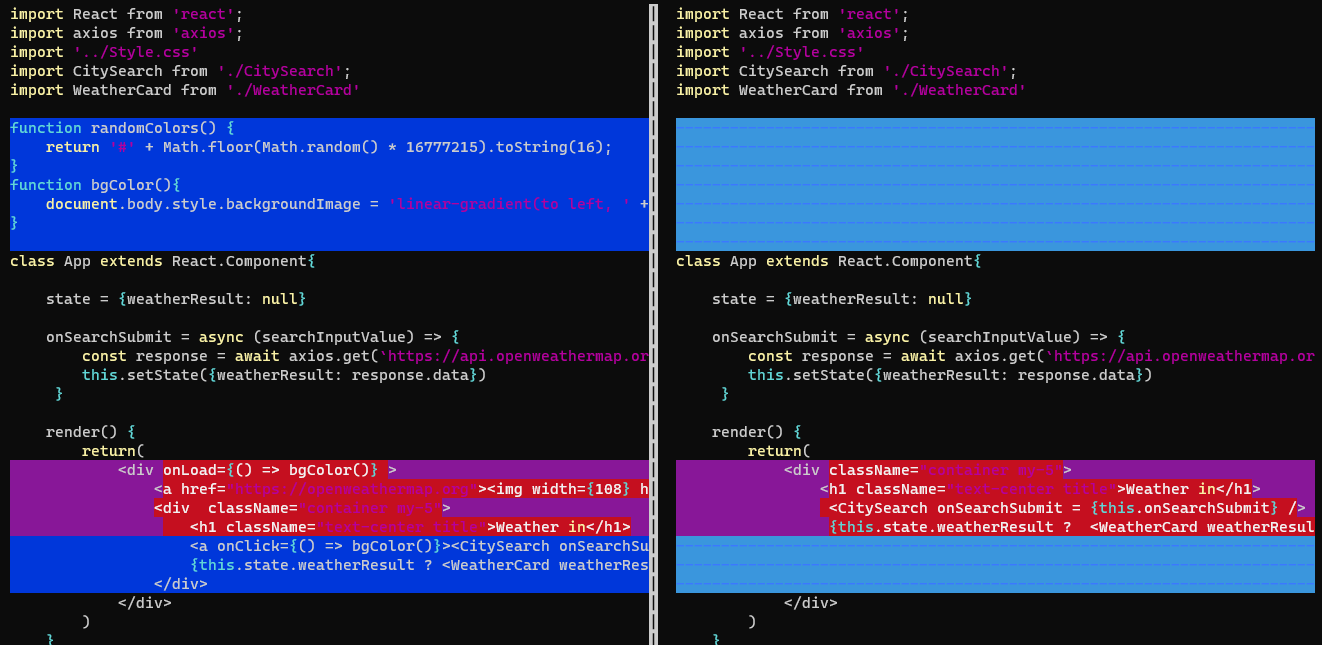 import React from 'react';
import axios from 'axios';
import '../Style.css'
import CitySearch from './CitySearch';
import WeatherCard from './WeatherCard'
function randomColors() {
    return '#' + Math.floor(Math.random() * 16777215).toString(16);
}
function bgColor(){
    document.body.style.backgroundImage = 'linear-gradient(to left, ' +
}
class App extends React.Component{
    state = {weatherResult: null}
    onSearchSubmit = async (searchInputValue) => {
        const response = await axios.get(`https://api.openweathermap.or
        this.setState({weatherResult: response.data})
     }
    render() {
        return(
            <div onLoad={() => bgColor()} >
                <a href="https://openweathermap.org"><img width={108} h
                <div  className="container my-5">
                    <h1 className="text-center title">Weather in</h1>
                    <a onClick={() => bgColor()}><CitySearch onSearchSu
                    {this.state.weatherResult ? <WeatherCard weatherRes
                </div>
            </div>
        )
    }
import React from 'react';
import axios from 'axios';
import '../Style.css'
import CitySearch from './CitySearch';
import WeatherCard from './WeatherCard'
class App extends React.Component{
    state = {weatherResult: null}
    onSearchSubmit = async (searchInputValue) => {
        const response = await axios.get(`https://api.openweathermap.or
        this.setState({weatherResult: response.data})
     }
    render() {
        return(
            <div className="container my-5">
                <h1 className="text-center title">Weather in</h1>
                 <CitySearch onSearchSubmit = {this.onSearchSubmit} />
                 {this.state.weatherResult ?  <WeatherCard weatherResul
            </div>
        )
    }